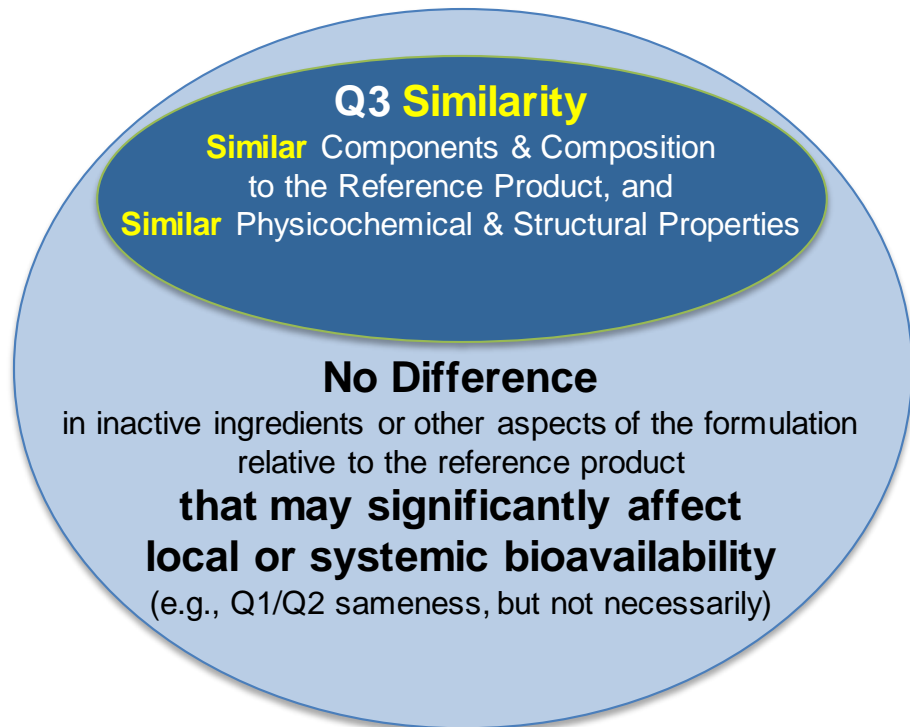 Q3 Similarity
Similar Components & Composition
to the Reference Product, and
Similar Physicochemical & Structural Properties
No Difference
in inactive ingredients or other aspects of the formulation
relative to the reference product
that may significantly affect
local or systemic bioavailability
(e.g., Q1/Q2 sameness, but not necessarily)